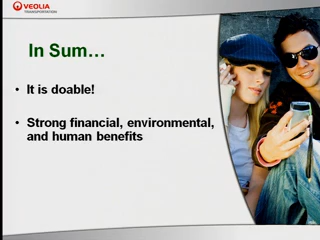 VEOLIA
TRANSPORTATION
In Sum…
• It is doable!
• Strong financial, environmental,
and human benefits